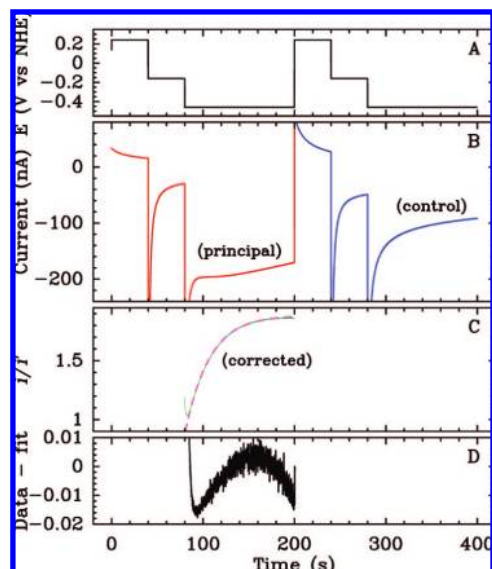 E (V vs NHE)
0.2
0
−0.2
−0.4
A
Current (nA)
0
−100
−200
B
(principal)
(control)
i/i'
1.5
1
C
(corrected)
Data − fit
0.01
0
−0.01
−0.02
D
0
100
200
300
400
Time (s)